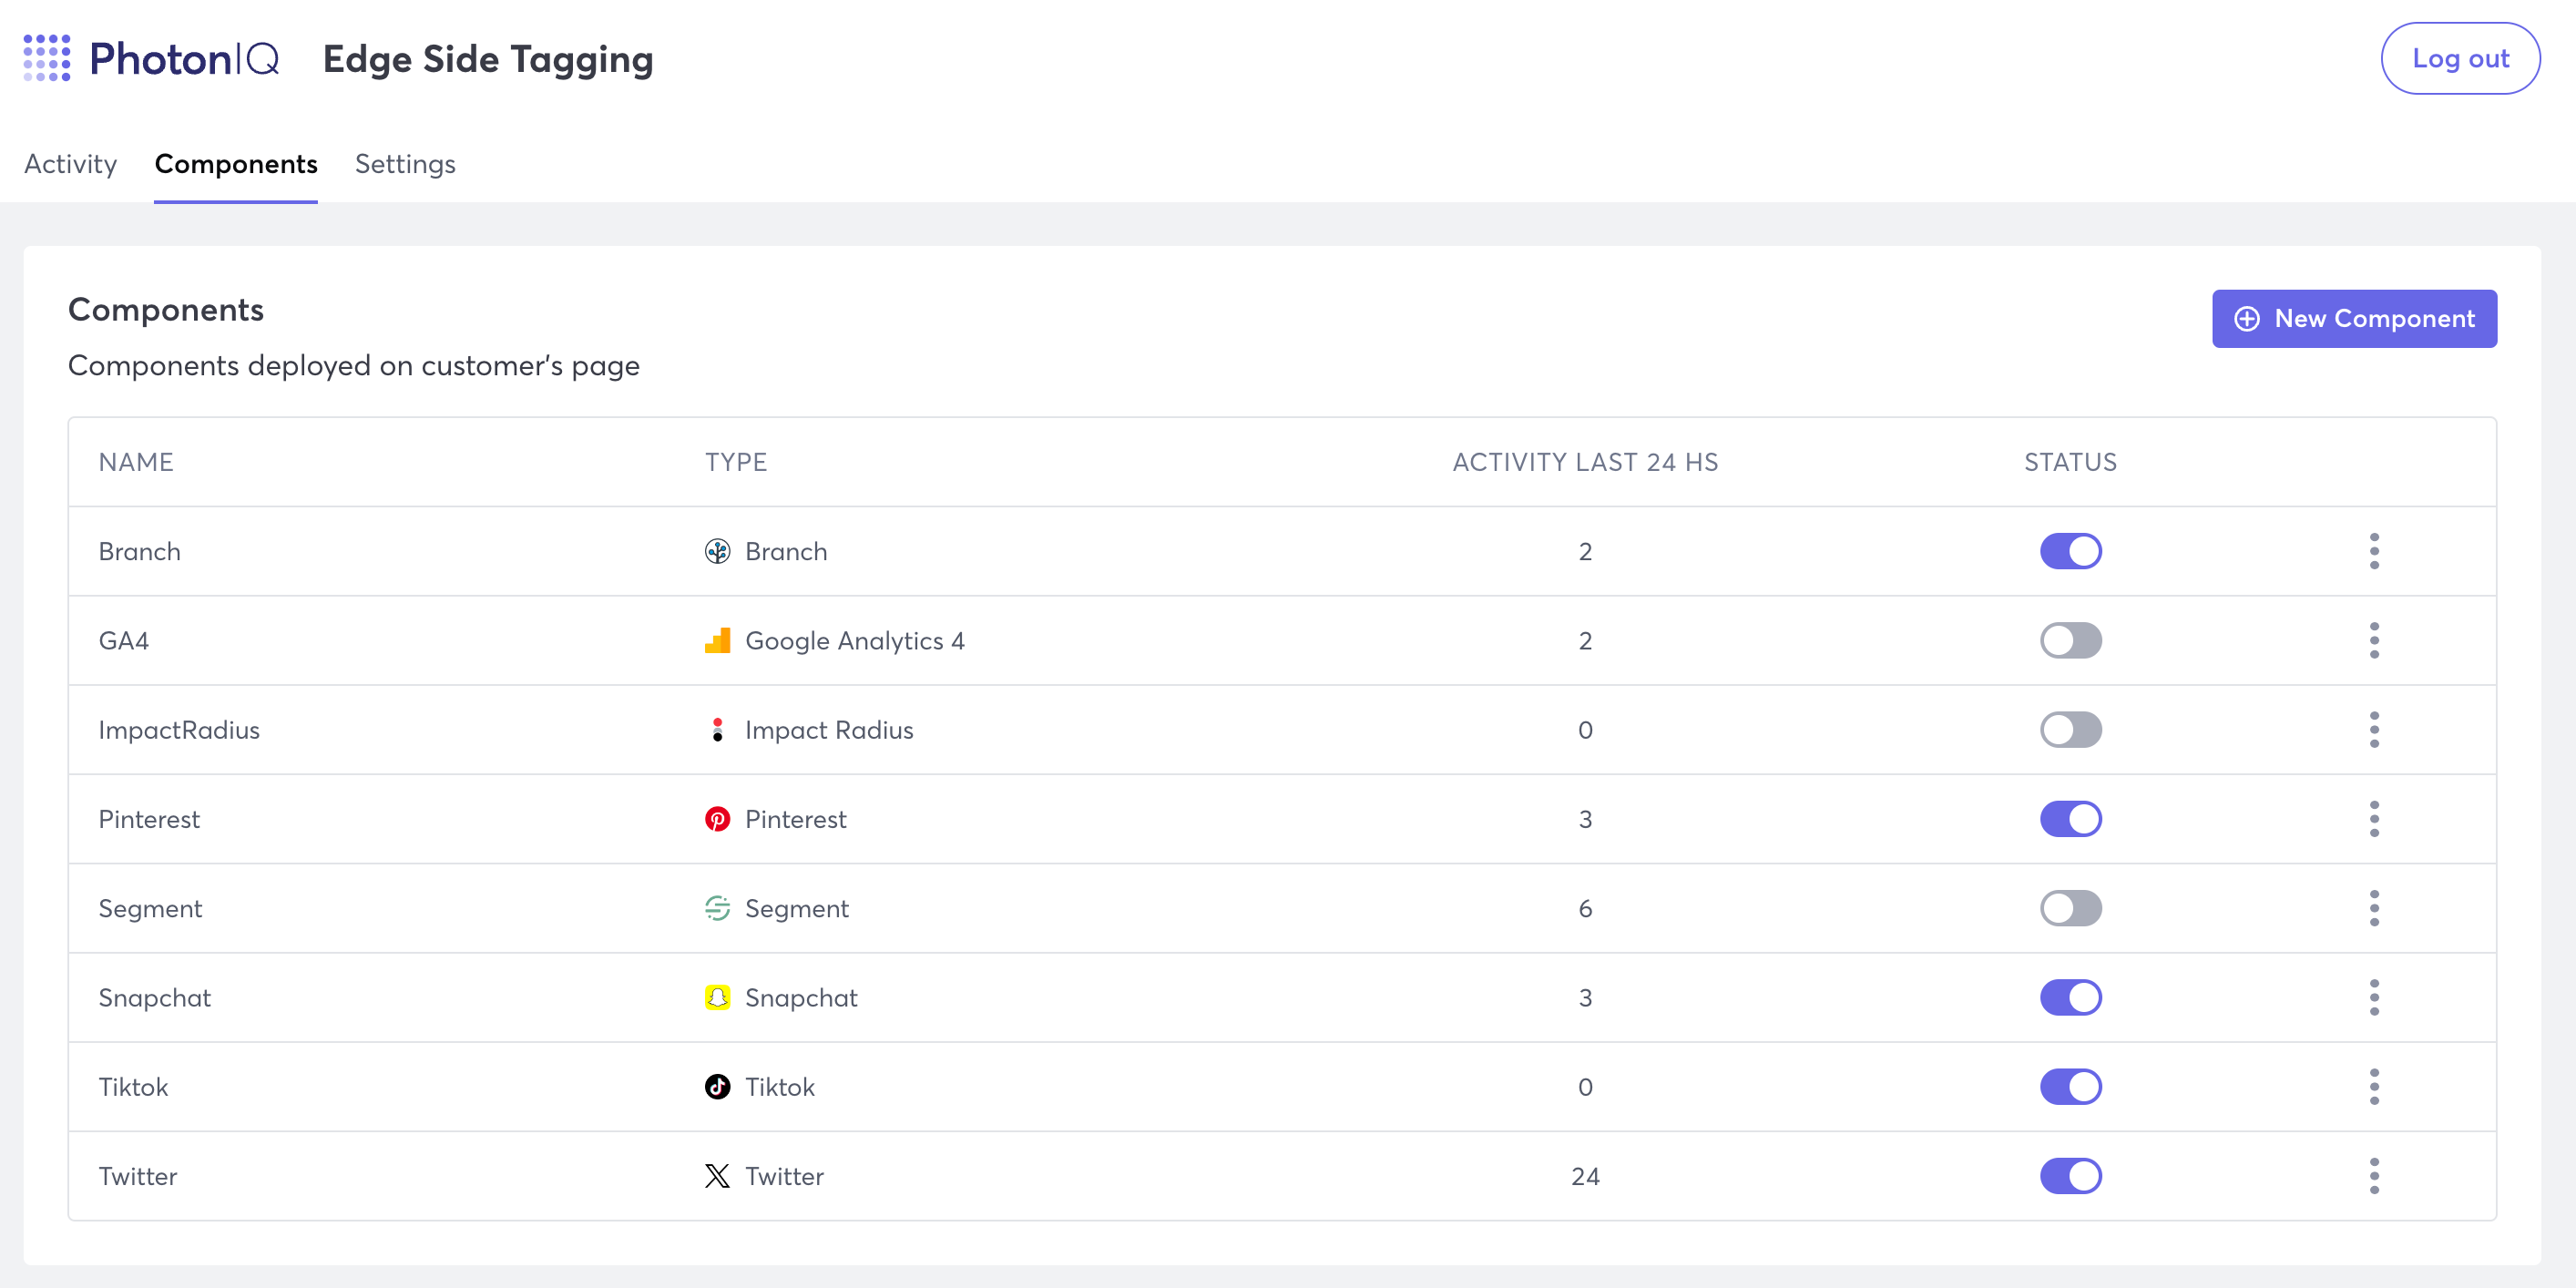 PhotonIQ Edge Side Tagging Log out
Activity Components Settings
Components
New Component
Components deployed on customer's page
NAME TYPE ACTIVITY LAST 24 HS STATUS
Branch Branch 2
GA4 Google Analytics 4 2
ImpactRadius Impact Radius 0
Pinterest Pinterest 3
Segment Segment 6
Snapchat Snapchat 3
Tiktok Tiktok 0
Twitter Twitter 24